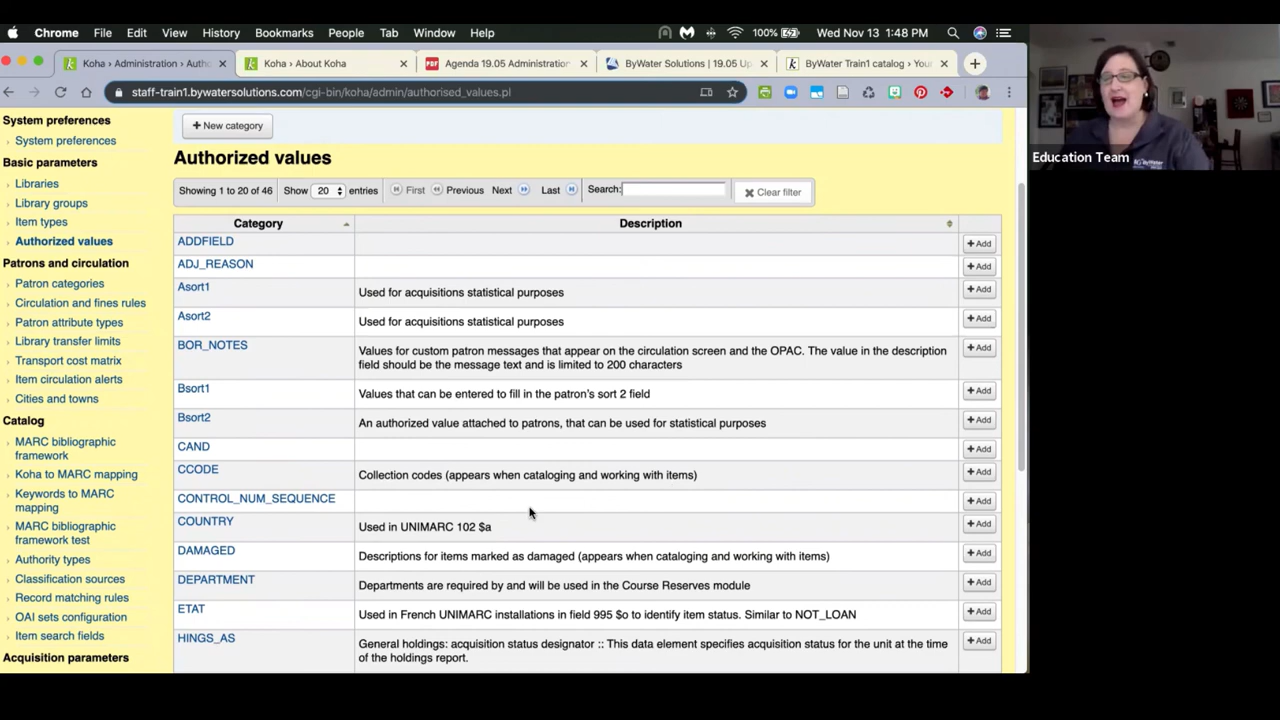 Chrome File Edit View History Bookmarks People Tab Window Help 100% Wed Nov 13 1:48 PM
Koha › Administration › Autho × Koha › About Koha × PDF Agenda 19.05 Administration × ByWater Solutions | 19.05 Up × ByWater Train1 catalog › Your ×
staff-train1.bywatersolutions.com/cgi-bin/koha/admin/authorised_values.pl
System preferences
System preferences
Basic parameters
Libraries
Library groups
Item types
Authorized values
Patrons and circulation
Patron categories
Circulation and fines rules
Patron attribute types
Library transfer limits
Transport cost matrix
Item circulation alerts
Cities and towns
Catalog
MARC bibliographic
framework
Koha to MARC mapping
Keywords to MARC
mapping
MARC bibliographic
framework test
Authority types
Classification sources
Record matching rules
OAI sets configuration
Item search fields
Acquisition parameters
+ New category
Authorized values
Showing 1 to 20 of 46 Show 20 entries First Previous Next Last Search: Clear filter
Category Description
ADDFIELD + Add
ADJ_REASON + Add
Asort1 Used for acquisitions statistical purposes + Add
Asort2 Used for acquisitions statistical purposes + Add
BOR_NOTES Values for custom patron messages that appear on the circulation screen and the OPAC. The value in the description + Add
field should be the message text and is limited to 200 characters
Bsort1 Values that can be entered to fill in the patron's sort 2 field + Add
Bsort2 An authorized value attached to patrons, that can be used for statistical purposes + Add
CAND + Add
CCODE Collection codes (appears when cataloging and working with items) + Add
CONTROL_NUM_SEQUENCE + Add
COUNTRY Used in UNIMARC 102 $a + Add
DAMAGED Descriptions for items marked as damaged (appears when cataloging and working with items) + Add
DEPARTMENT Departments are required by and will be used in the Course Reserves module + Add
ETAT Used in French UNIMARC installations in field 995 $o to identify item status. Similar to NOT_LOAN + Add
HINGS_AS General holdings: acquisition status designator :: This data element specifies acquisition status for the unit at the time + Add
of the holdings report.
Education Team